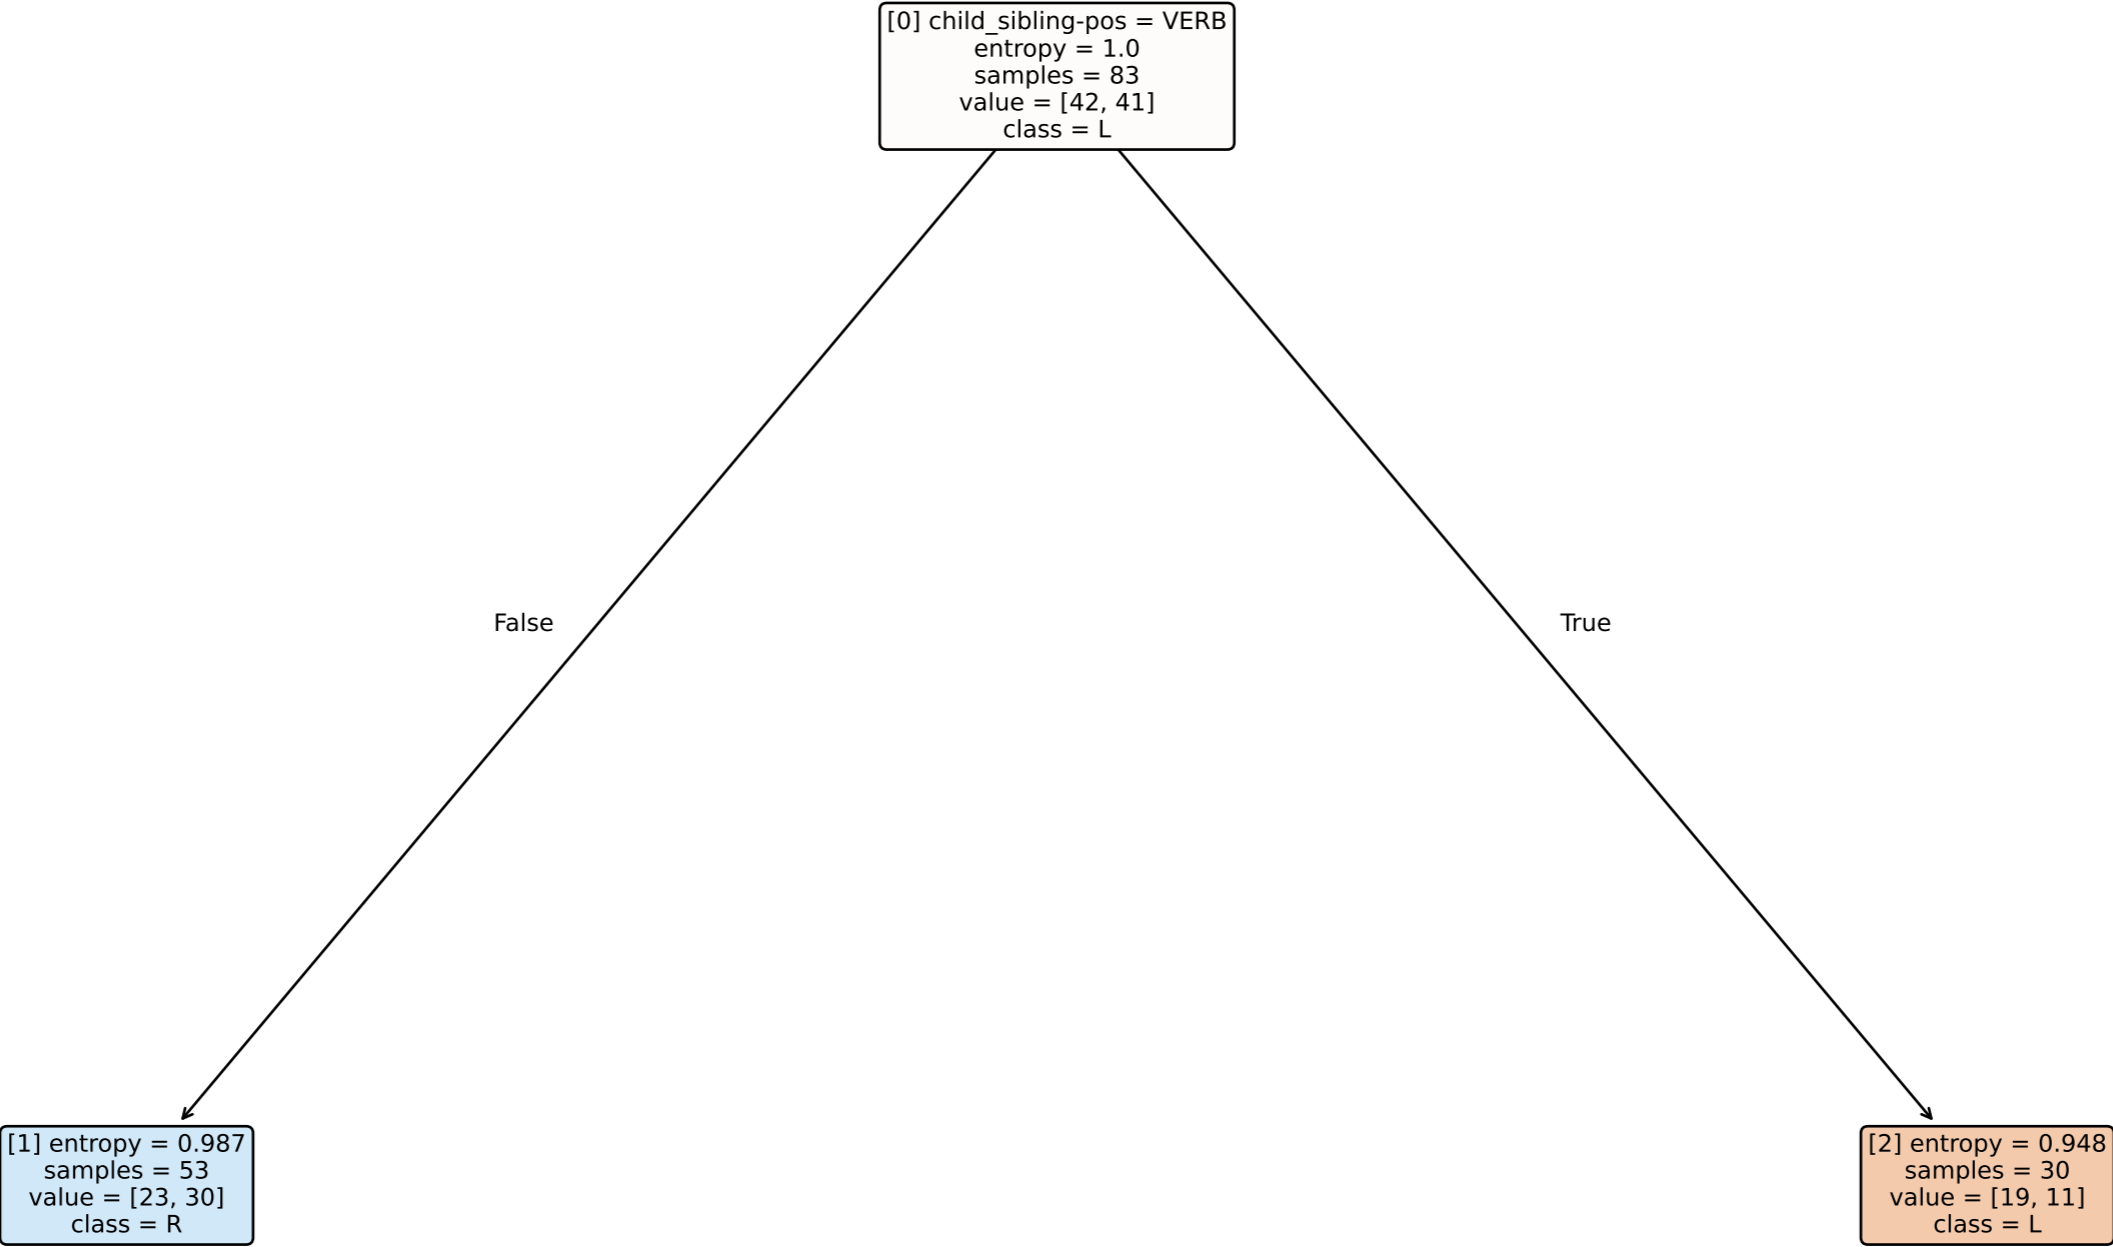 [0] child_sibling-pos = VERB
entropy = 1.0
samples = 83
value = [42, 41]
class = L
False
True
[1] entropy = 0.987
samples = 53
value = [23, 30]
class = R
[2] entropy = 0.948
samples = 30
value = [19, 11]
class = L